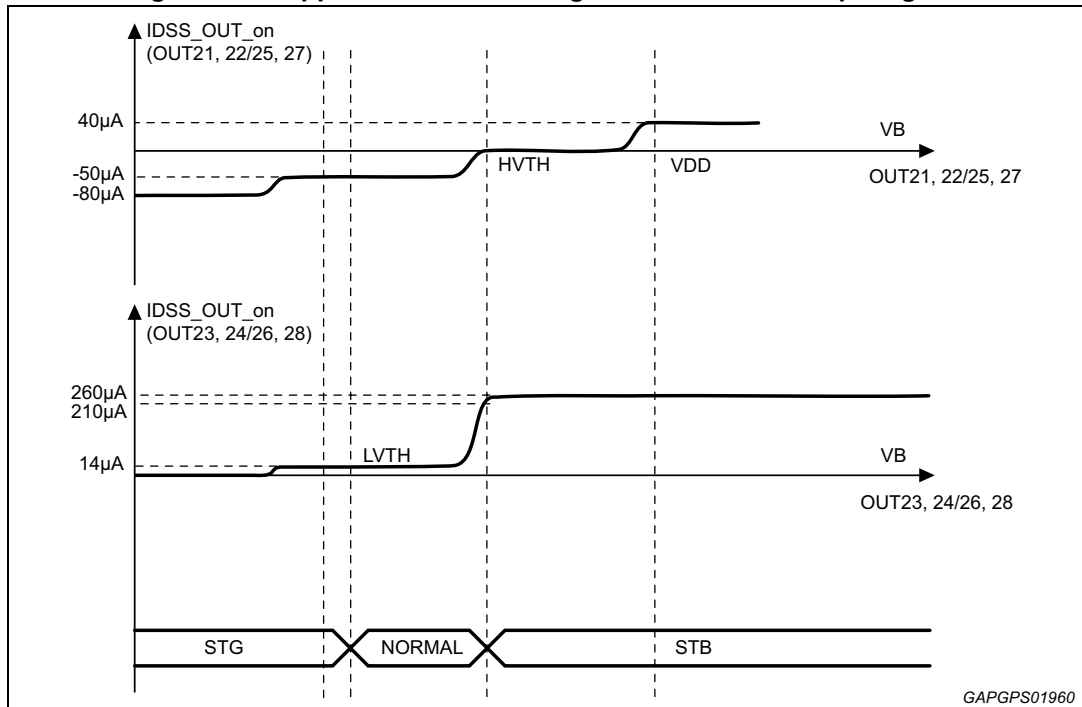 IDSS_OUT_on
(OUT21, 22/25, 27)
40µA
VB
HVTH
VDD
-50µA
OUT21, 22/25, 27
-80µA
IDSS_OUT_on
(OUT23, 24/26, 28)
260µA
210µA
LVTH
VB
14µA
OUT23, 24/26, 28
STG
NORMAL
STB
GAPGPS01960